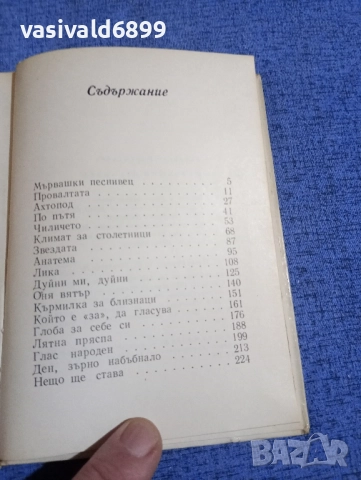 vasivald6899
Съдържание
Мървашки песнивец . . . . . . 5
Провалтата . . . . . . 11
Ахтопод . . . . . . 27
По пътя . . . . . . 41
Чиличето . . . . . . 53
Климат за столетници . . . . . . 68
Звездата . . . . . . 87
Анатема . . . . . . 95
Лика . . . . . . 108
Дуйни ми, дуйни . . . . . . 125
Оня вятър . . . . . . 140
Кърмилка за близнаци . . . . . . 151
Който е «за», да гласува . . . . . . 161
Глоба за себе си . . . . . . 176
Лятна пряспа . . . . . . 188
Глас народен . . . . . . 199
Ден, зърно набъбнало . . . . . . 213
Нещо ще става . . . . . . 224
BAZAR